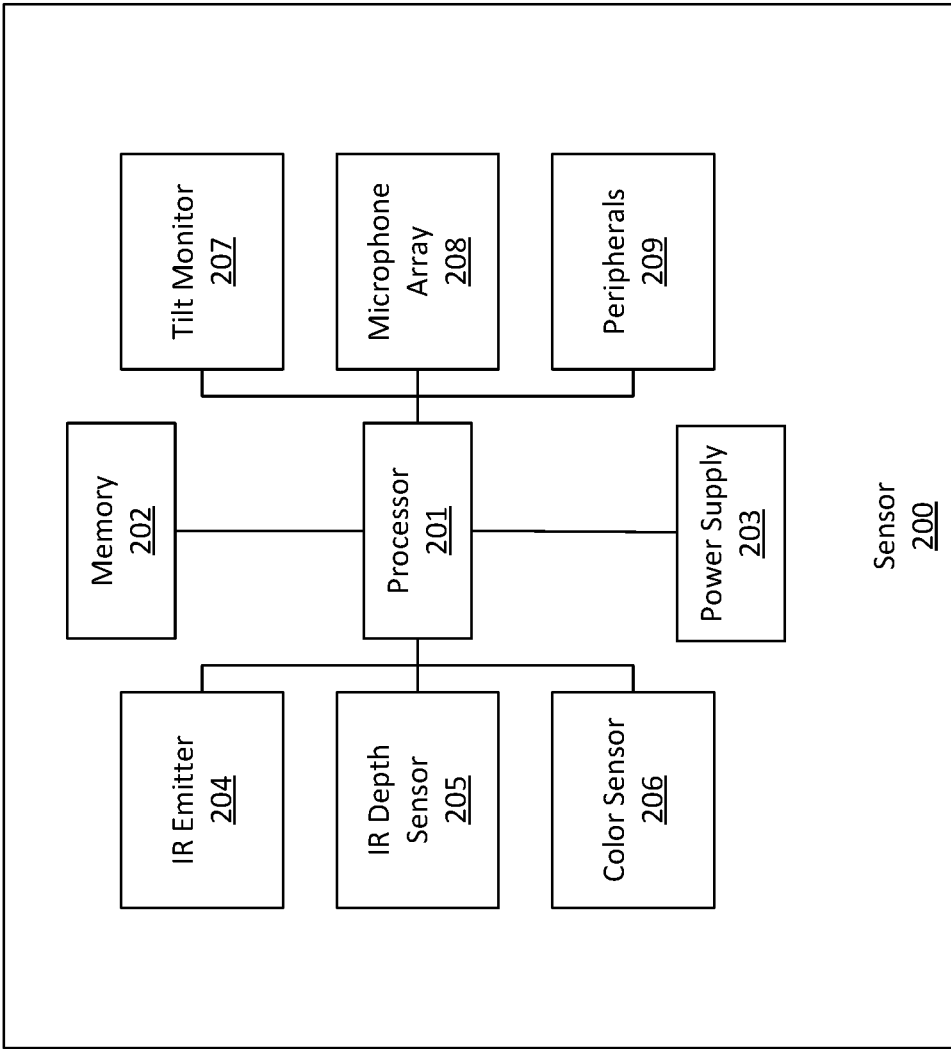 Memory
202
IR Emitter
204
Tilt Monitor
207
IR Depth
Sensor
205
Processor
201
Microphone
Array
208
Color Sensor
206
Peripherals
209
Power Supply
203
Sensor
200